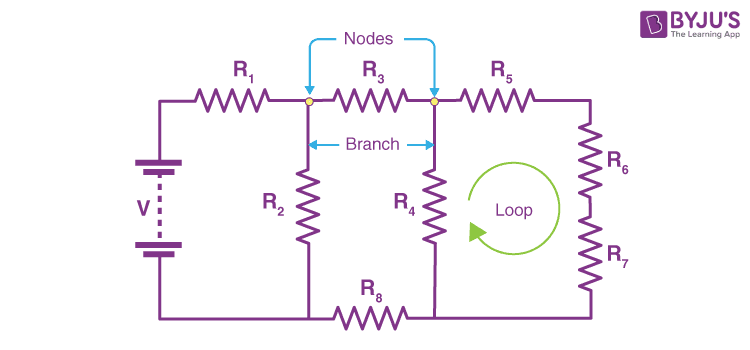 BYJU'S
The Learning App
Nodes
R1
R3
R5
Branch
R6
V
R2
R4
Loop
R7
R8